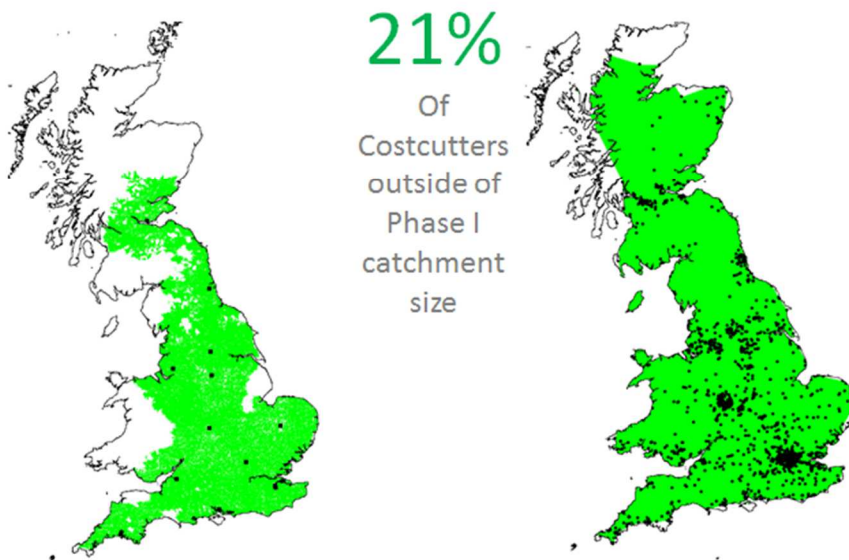 21%
Of
Costcutters
outside of
Phase I
catchment
size